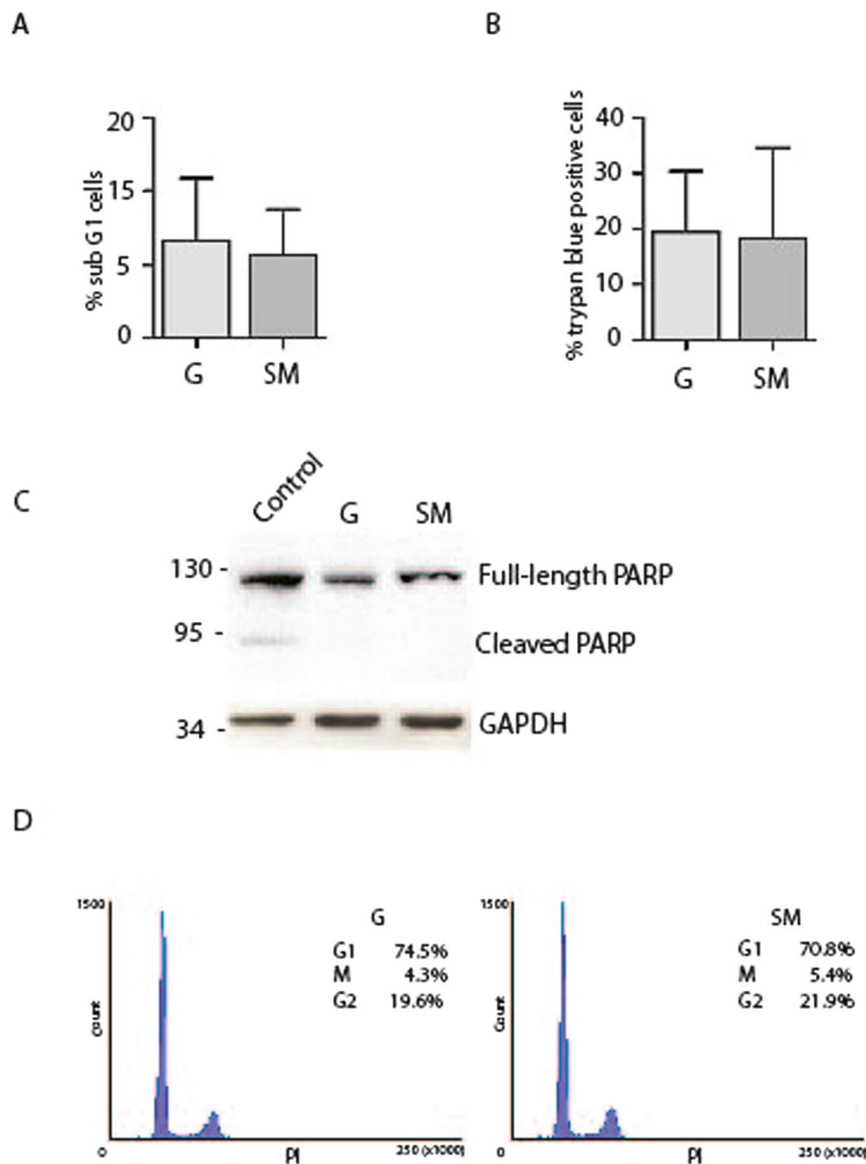 A
B
% sub G1 cells
20
15
5
0
G SM
% trypan blue positive cells
40
30
20
10
0
G SM
C
Control G SM
130 - Full-length PARP
95 - Cleaved PARP
34 - GAPDH
D
1500
Count
G
G1 74.5%
M 4.3%
G2 19.6%
0 PI 250 (x1000)
1500
Count
SM
G1 70.8%
M 5.4%
G2 21.9%
0 PI 250 (x1000)